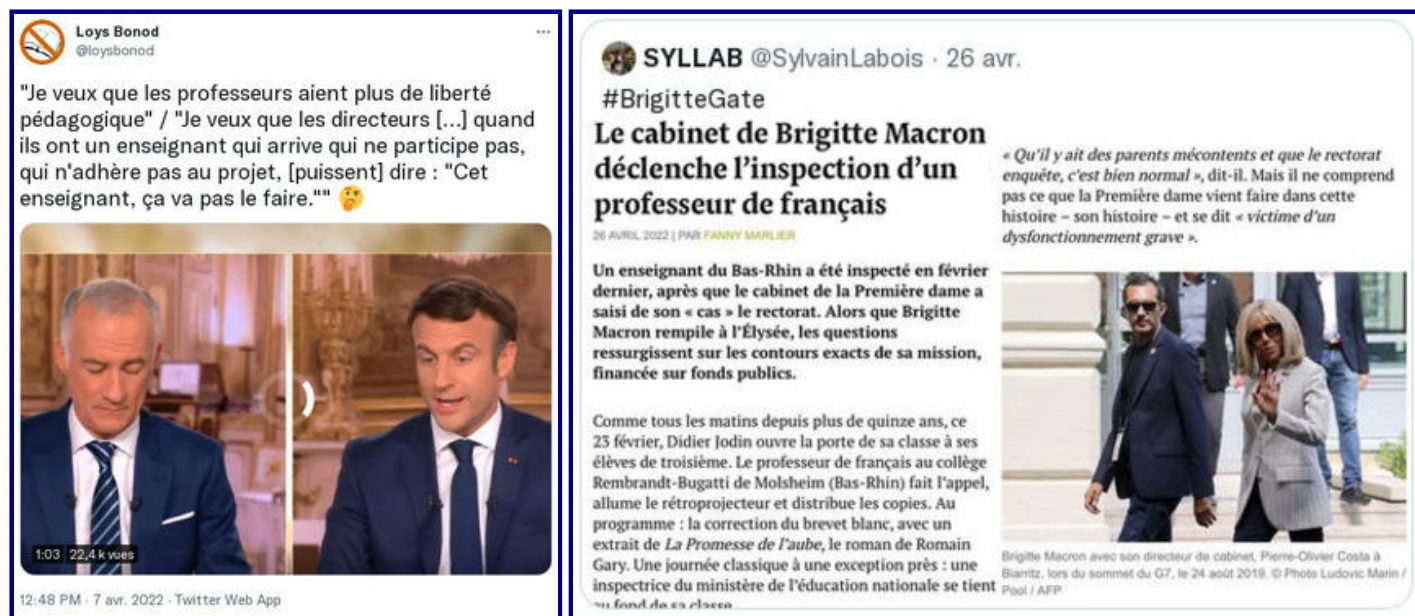 Loys Bonod
@loysbonod
"Je veux que les professeurs aient plus de liberté
pédagogique" / "Je veux que les directeurs [...] quand
ils ont un enseignant qui arrive qui ne participe pas,
qui n'adhère pas au projet, [puissent] dire : "Cet
enseignant, ça va pas le faire."" 🤔
1:03 22,4 k vues
12:48 PM · 7 avr. 2022 · Twitter Web App
SYLLAB @SylvainLabois · 26 avr.
#BrigitteGate
Le cabinet de Brigitte Macron
déclenche l'inspection d'un
professeur de français
26 AVRIL 2022 | PAR FANNY MARLIER
Un enseignant du Bas-Rhin a été inspecté en février
dernier, après que le cabinet de la Première dame a
saisi de son « cas » le rectorat. Alors que Brigitte
Macron rempile à l'Élysée, les questions
ressurgissent sur les contours exacts de sa mission,
financée sur fonds publics.
Comme tous les matins depuis plus de quinze ans, ce
23 février, Didier Jodin ouvre la porte de sa classe à ses
élèves de troisième. Le professeur de français au collège
Rembrandt-Bugatti de Molsheim (Bas-Rhin) fait l'appel,
allume le rétroprojecteur et distribue les copies. Au
programme : la correction du brevet blanc, avec un
extrait de La Promesse de l'aube, le roman de Romain
Gary. Une journée classique à une exception près : une
inspectrice du ministère de l'éducation nationale se tient
au fond de sa classe
« Qu'il y ait des parents mécontents et que le rectorat
enquête, c'est bien normal », dit-il. Mais il ne comprend
pas ce que la Première dame vient faire dans cette
histoire – son histoire – et se dit « victime d'un
dysfonctionnement grave ».
Brigitte Macron avec son directeur de cabinet, Pierre-Olivier Costa à
Biarritz, lors du sommet du G7, le 24 août 2019. © Photo Ludovic Marin /
Pool / AFP